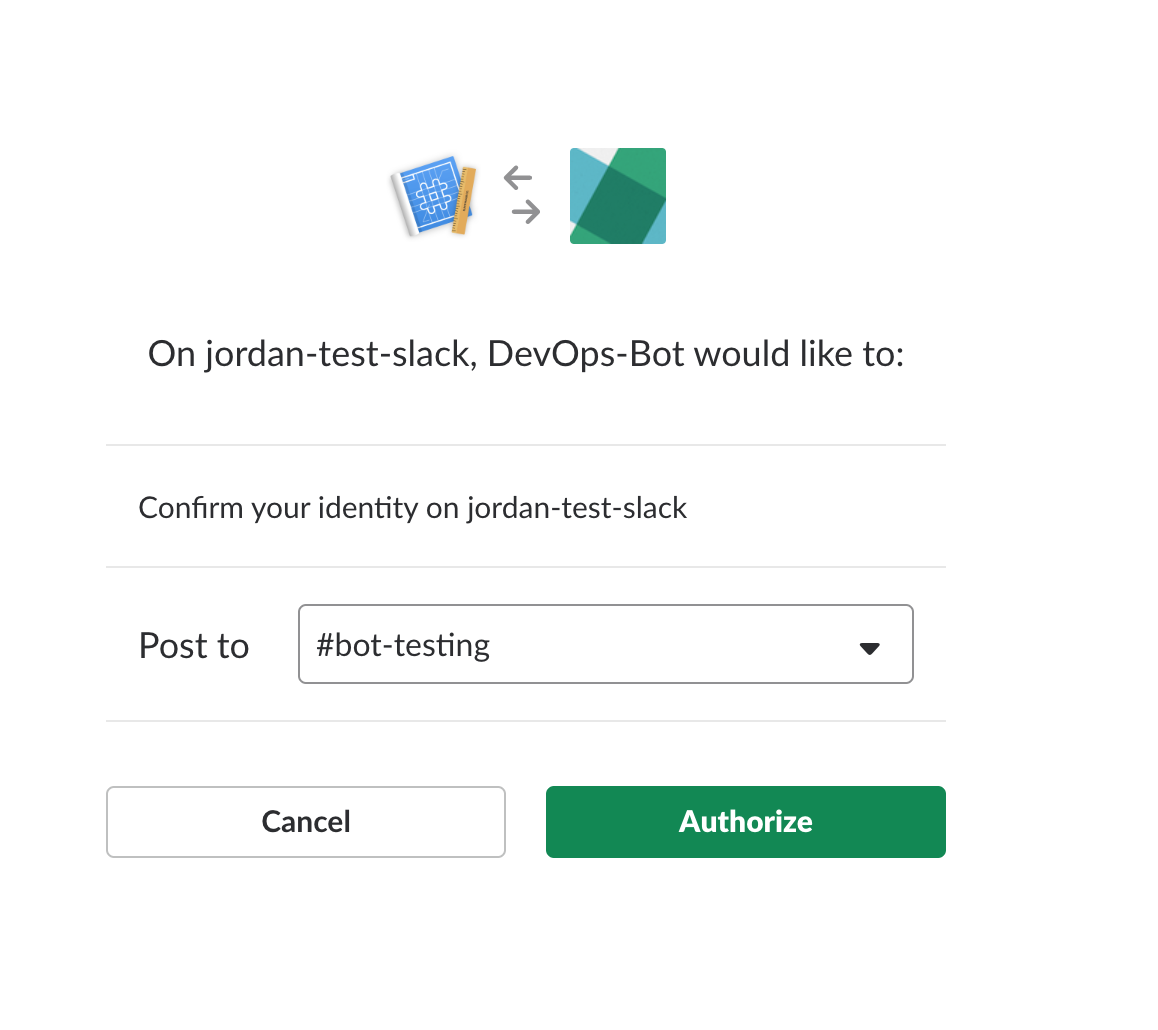 On jordan-test-slack, DevOps-Bot would like to:
Confirm your identity on jordan-test-slack
Post to #bot-testing
Cancel Authorize